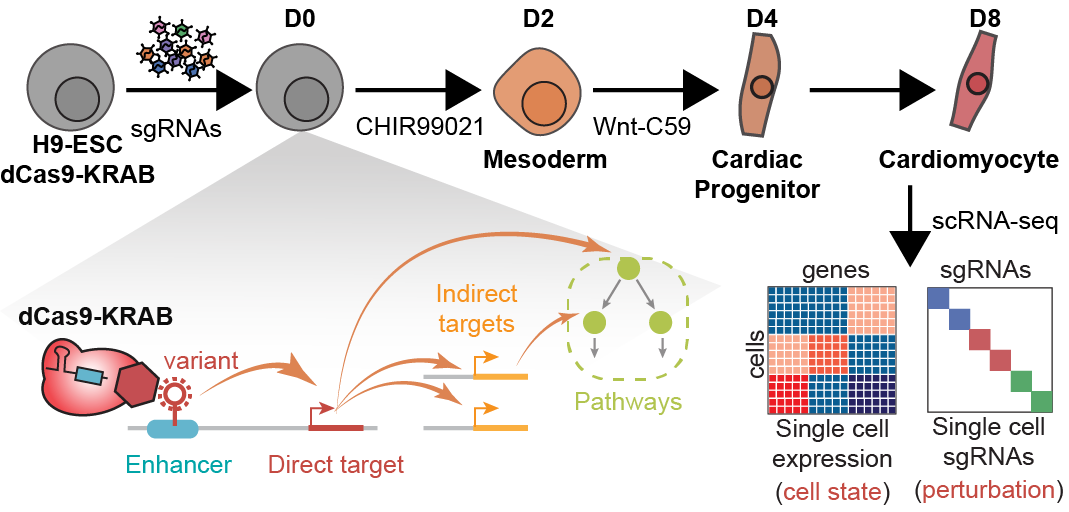 D0
D2
D4
D8
sgRNAs
CHIR99021
Wnt-C59
H9-ESC
dCas9-KRAB
Mesoderm
Cardiac
Progenitor
Cardiomyocyte
scRNA-seq
dCas9-KRAB
variant
Enhancer
Direct target
Indirect
targets
Pathways
genes
cells
Single cell
expression
(cell state)
sgRNAs
Single cell
sgRNAs
(perturbation)